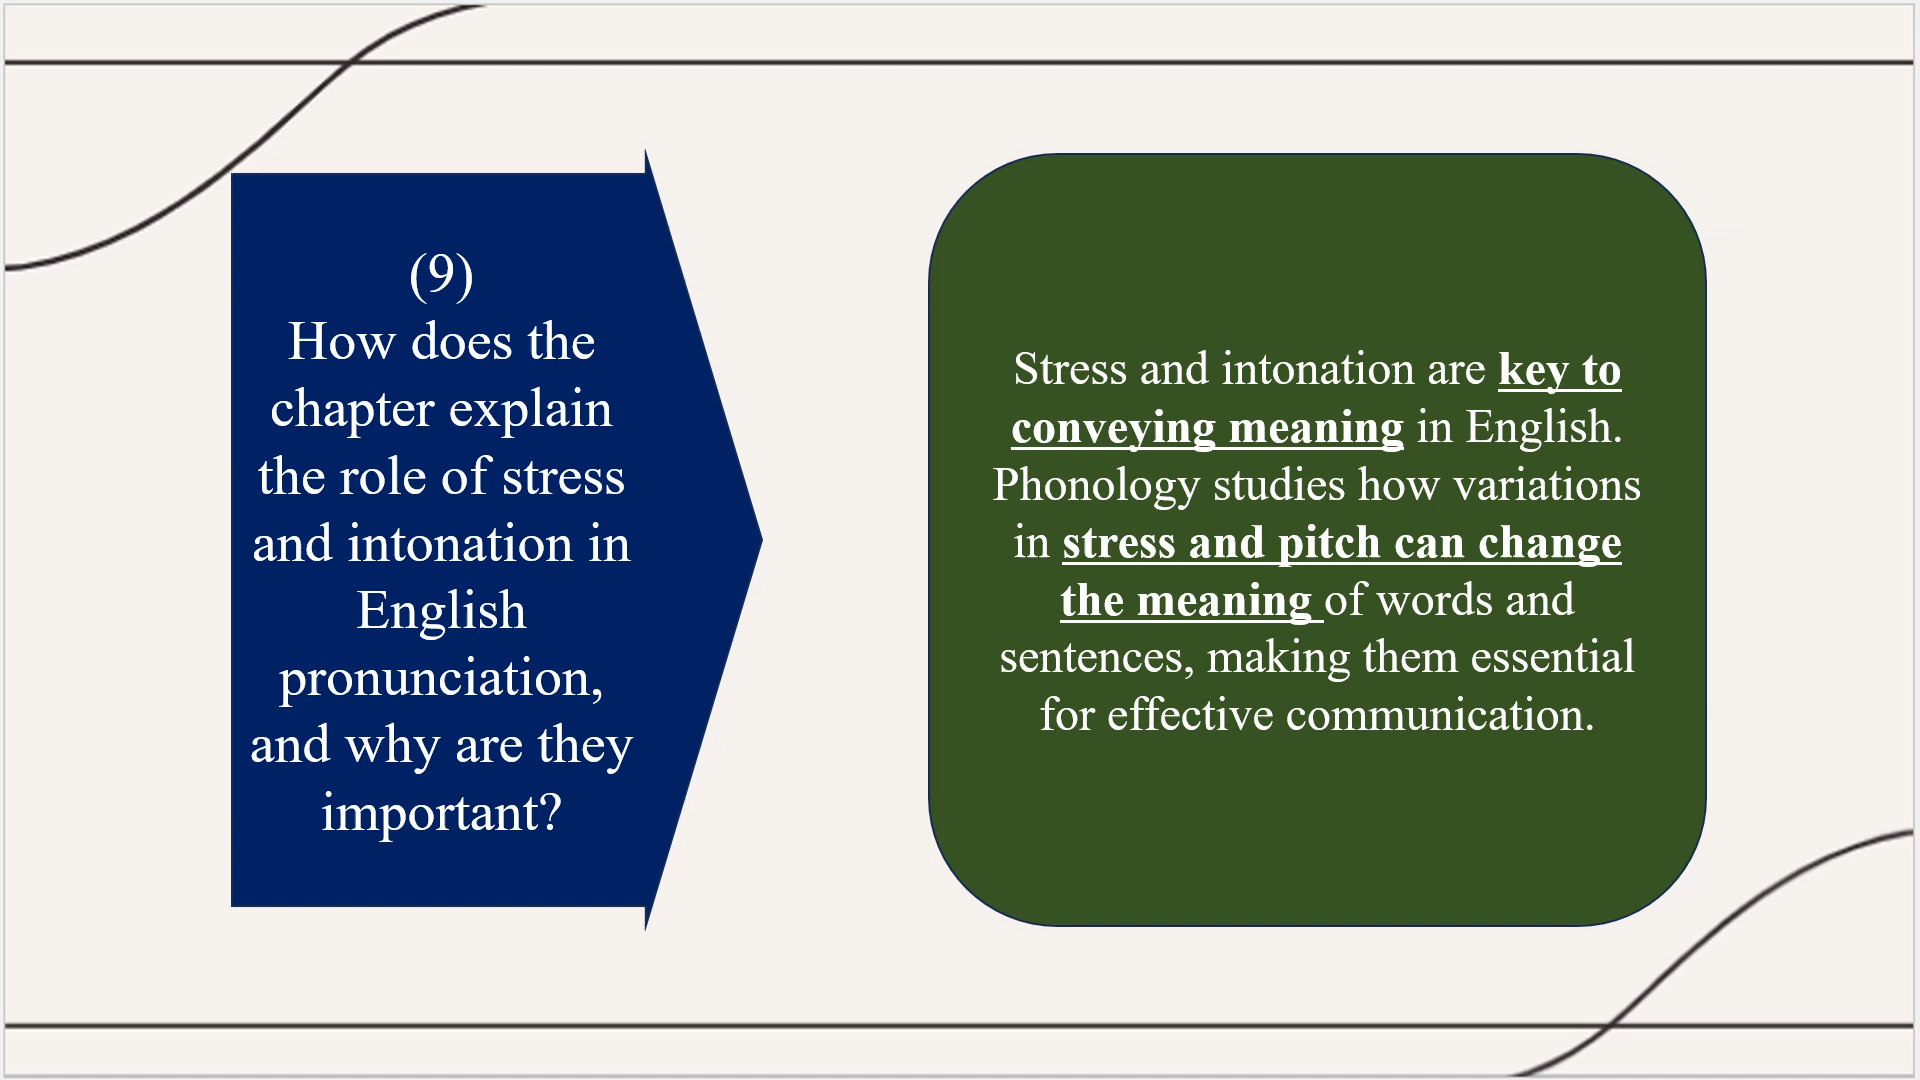 (9)
How does the
chapter explain
the role of stress
and intonation in
English
pronunciation,
and why are they
important?
Stress and intonation are key to
conveying meaning in English.
Phonology studies how variations
in stress and pitch can change
the meaning of words and
sentences, making them essential
for effective communication.